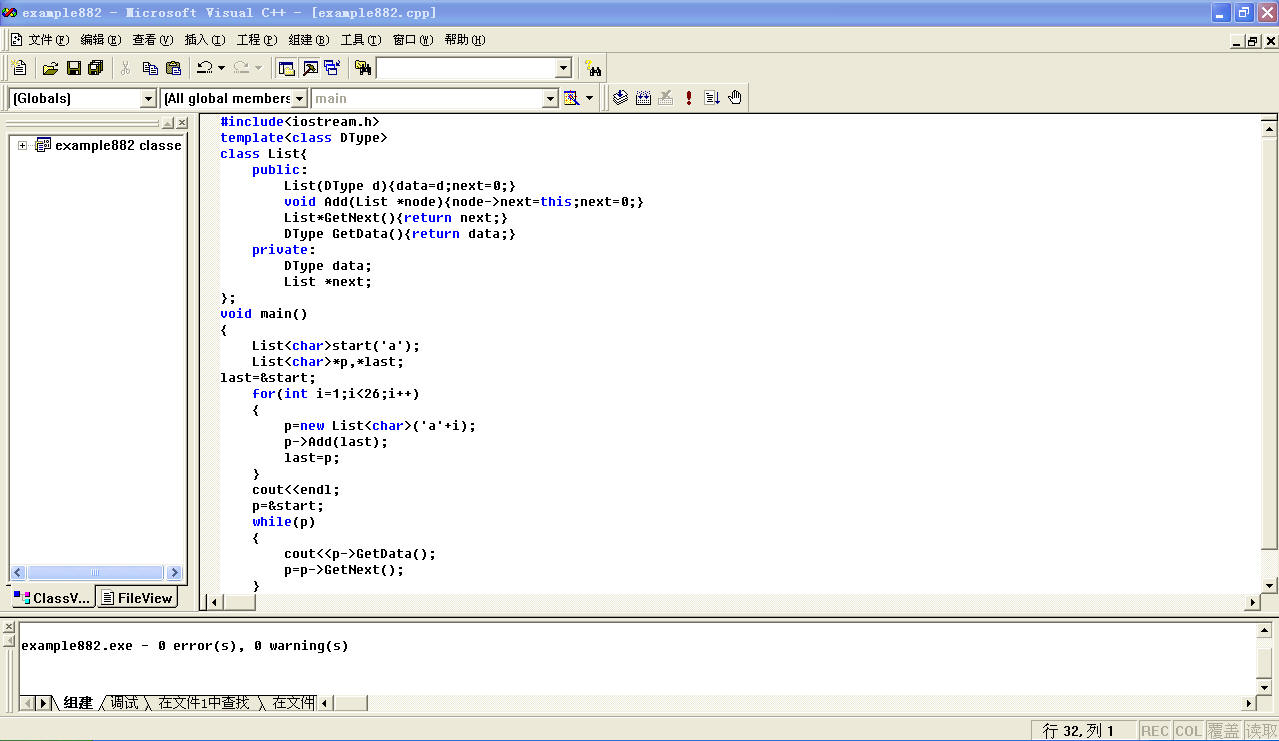 example882 - Microsoft Visual C++ - [example882.cpp]
文件(F) 编辑(E) 查看(V) 插入(I) 工程(P) 组建(B) 工具(T) 窗口(W) 帮助(H)
(Globals) (All global members main
example882 classe
#include<iostream.h>
template<class DType>
class List{
    public:
        List(DType d){data=d;next=0;}
        void Add(List *node){node->next=this;next=0;}
        List*GetNext(){return next;}
        DType GetData(){return data;}
    private:
        DType data;
        List *next;
};
void main()
{
    List<char>start('a');
    List<char>*p,*last;
last=&start;
    for(int i=1;i<26;i++)
    {
        p=new List<char>('a'+i);
        p->Add(last);
        last=p;
    }
    cout<<endl;
    p=&start;
    while(p)
    {
        cout<<p->GetData();
        p=p->GetNext();
    }
ClassV... FileView
example882.exe - 0 error(s), 0 warning(s)
组建 调试 在文件1中查找 在文件
行 32,列 1 REC COL 覆盖 读取